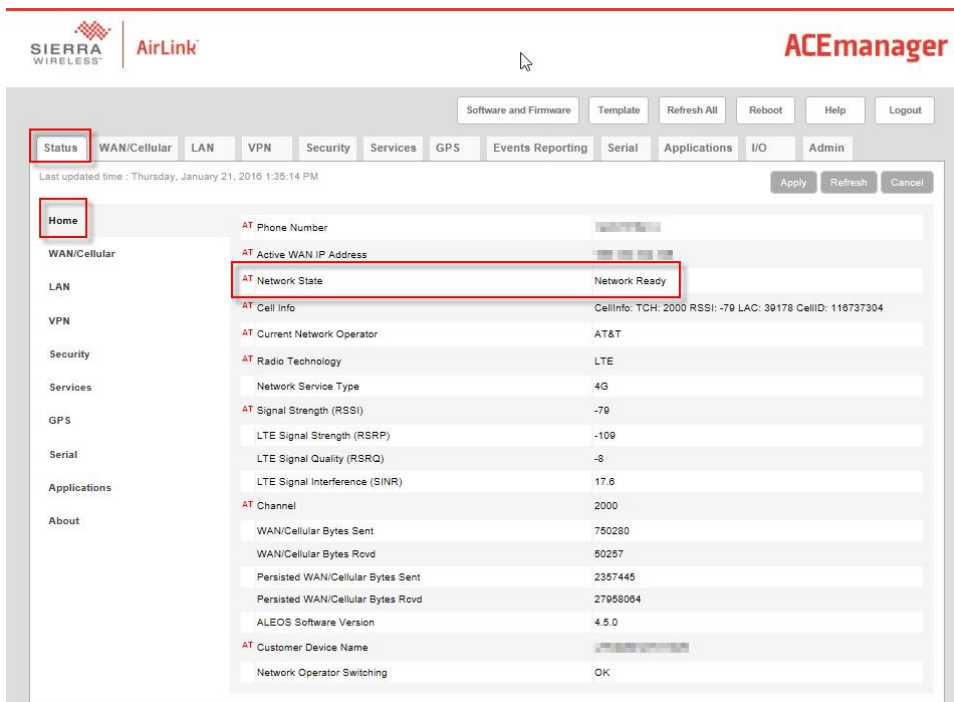 SIERRA
WIRELESS
AirLink
ACEmanager
Software and Firmware Template Refresh All Reboot Help Logout
Status WAN/Cellular LAN VPN Security Services GPS Events Reporting Serial Applications I/O Admin
Last updated time : Thursday, January 21, 2016 1:35:14 PM
Apply Refresh Cancel
Home
WAN/Cellular
LAN
VPN
Security
Services
GPS
Serial
Applications
About
AT Phone Number
AT Active WAN IP Address
AT Network State Network Ready
AT Cell Info CellInfo: TCH: 2000 RSSI: -79 LAC: 39178 CellID: 116737304
AT Current Network Operator AT&T
AT Radio Technology LTE
Network Service Type 4G
AT Signal Strength (RSSI) -79
LTE Signal Strength (RSRP) -109
LTE Signal Quality (RSRQ) -8
LTE Signal Interference (SINR) 17.6
AT Channel 2000
WAN/Cellular Bytes Sent 750280
WAN/Cellular Bytes Rcvd 50257
Persisted WAN/Cellular Bytes Sent 2357445
Persisted WAN/Cellular Bytes Rcvd 27958064
ALEOS Software Version 4.5.0
AT Customer Device Name
Network Operator Switching OK